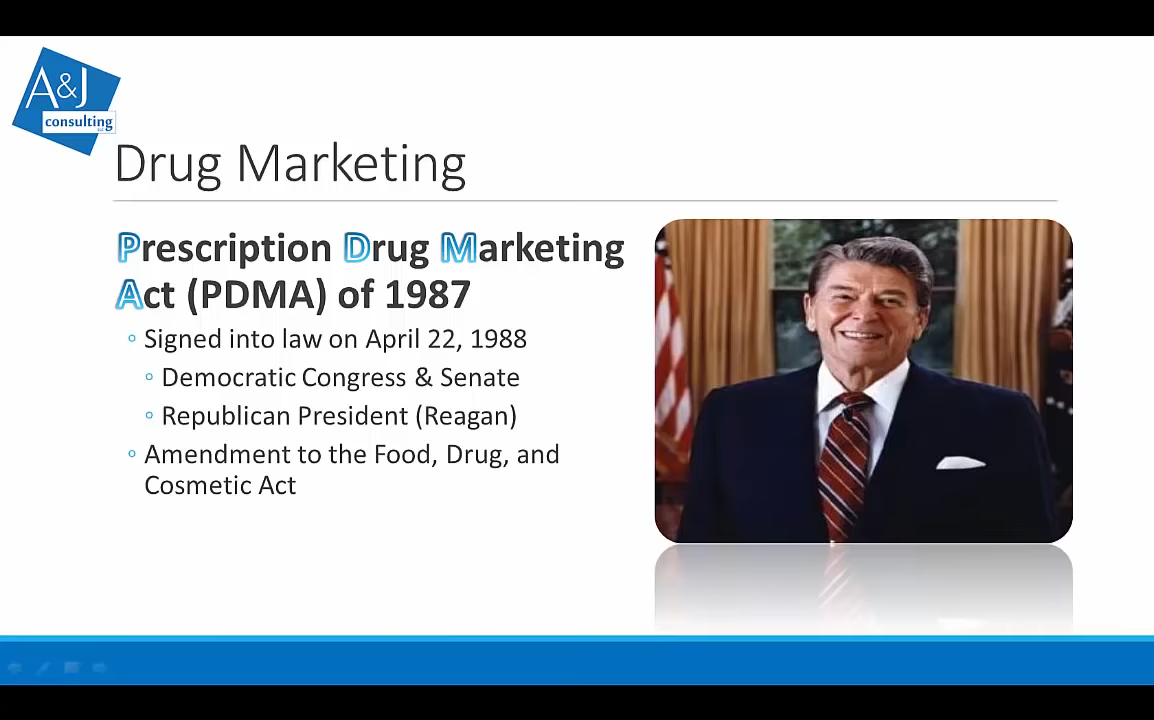 A&J
consulting
Drug Marketing
Prescription Drug Marketing
Act (PDMA) of 1987
Signed into law on April 22, 1988
Democratic Congress & Senate
Republican President (Reagan)
Amendment to the Food, Drug, and
Cosmetic Act